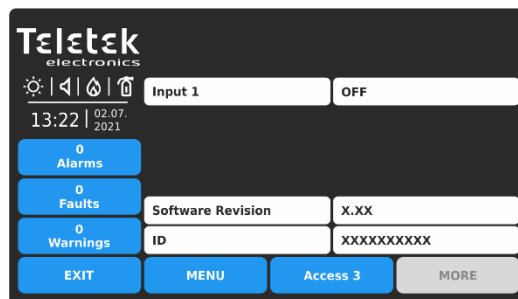 Teletek
electronics
Input 1 OFF
13:22 02.07.
2021
0
Alarms
0
Faults
Software Revision X.XX
0
Warnings
ID XXXXXXXXXX
EXIT MENU Access 3 MORE